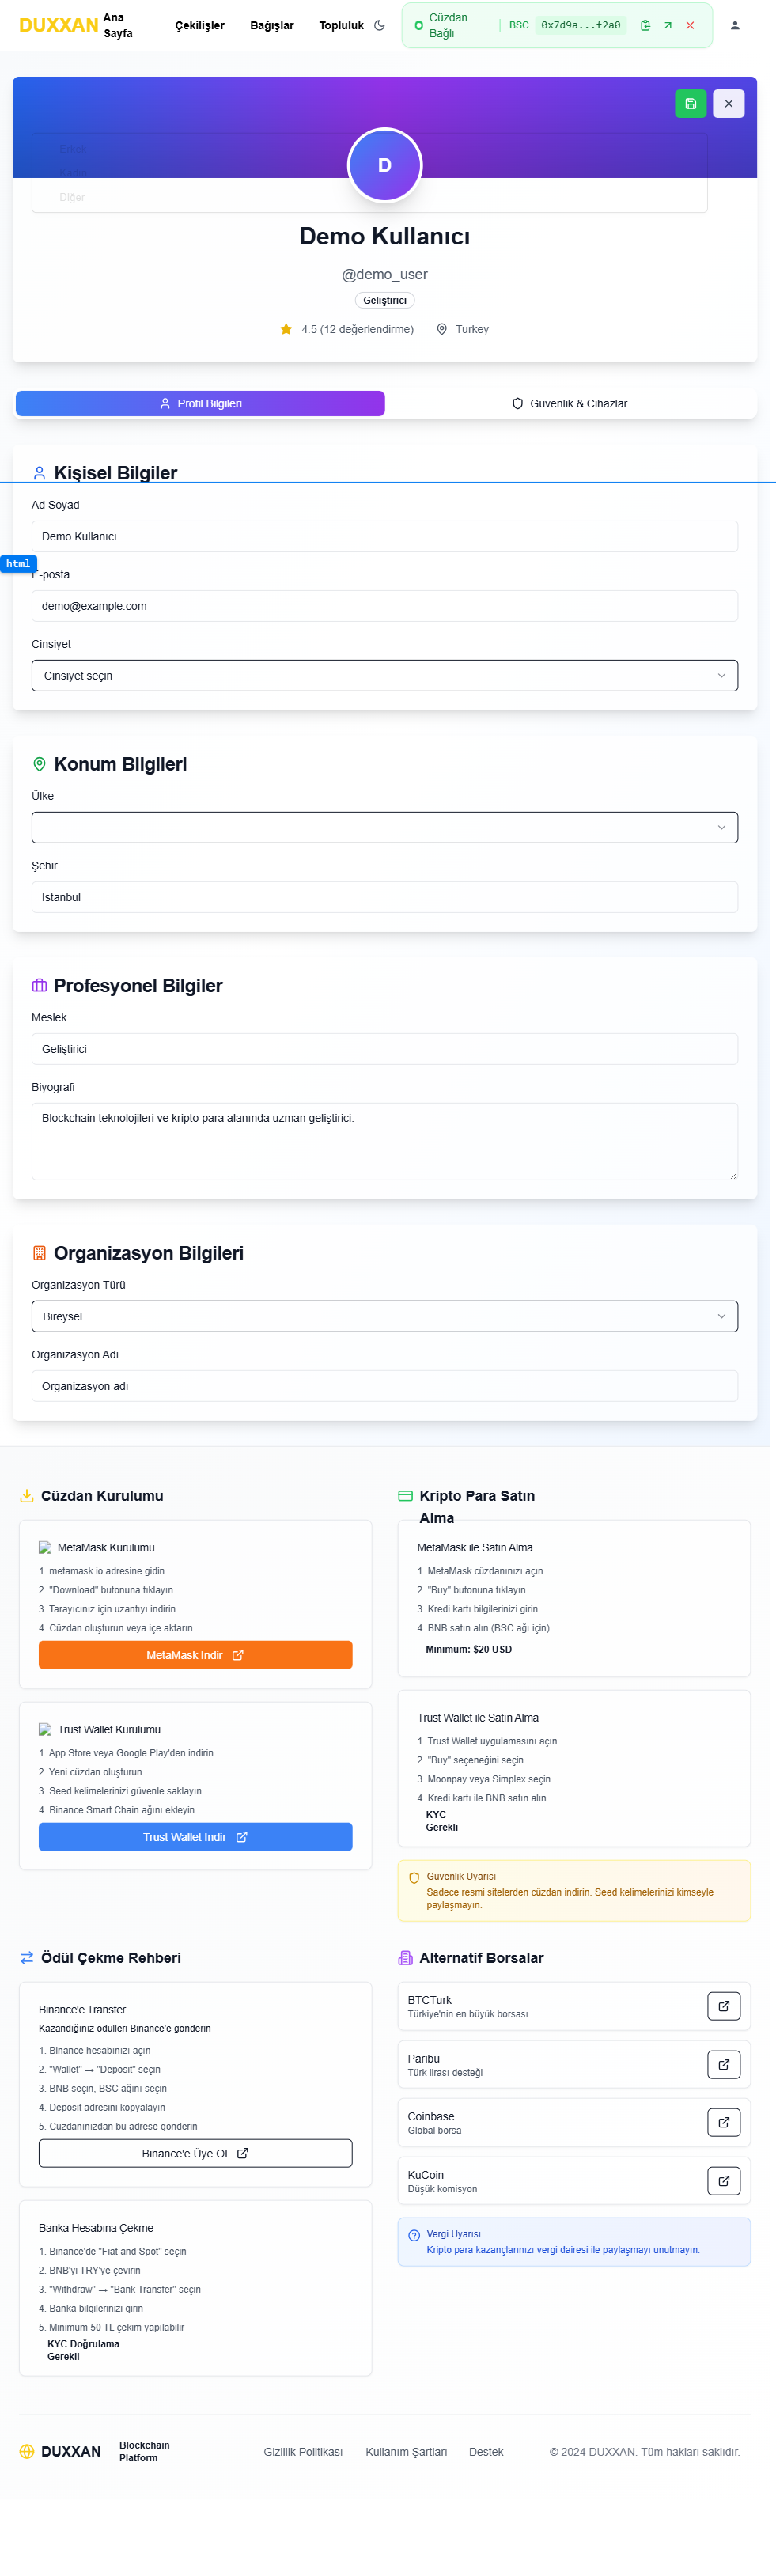 DUXXAN
Ana
Sayfa
Çekilişler
Bağışlar
Topluluk
Cüzdan
Bağlı
BSC
0x7d9a...f2a0
Erkek
Kadın
Diğer
D
Demo Kullanıcı
@demo_user
Geliştirici
4.5 (12 değerlendirme)
Turkey
Profil Bilgileri
Güvenlik & Cihazlar
Kişisel Bilgiler
Ad Soyad
Demo Kullanıcı
html
E-posta
demo@example.com
Cinsiyet
Cinsiyet seçin
Konum Bilgileri
Ülke
Şehir
İstanbul
Profesyonel Bilgiler
Meslek
Geliştirici
Biyografi
Blockchain teknolojileri ve kripto para alanında uzman geliştirici.
Organizasyon Bilgileri
Organizasyon Türü
Bireysel
Organizasyon Adı
Organizasyon adı
Cüzdan Kurulumu
MetaMask Kurulumu
1. metamask.io adresine gidin
2. "Download" butonuna tıklayın
3. Tarayıcınız için uzantıyı indirin
4. Cüzdan oluşturun veya içe aktarın
MetaMask İndir
Trust Wallet Kurulumu
1. App Store veya Google Play'den indirin
2. Yeni cüzdan oluşturun
3. Seed kelimelerinizi güvenle saklayın
4. Binance Smart Chain ağını ekleyin
Trust Wallet İndir
Kripto Para Satın
Alma
MetaMask ile Satın Alma
1. MetaMask cüzdanınızı açın
2. "Buy" butonuna tıklayın
3. Kredi kartı bilgilerinizi girin
4. BNB satın alın (BSC ağı için)
Minimum: $20 USD
Trust Wallet ile Satın Alma
1. Trust Wallet uygulamasını açın
2. "Buy" seçeneğini seçin
3. Moonpay veya Simplex seçin
4. Kredi kartı ile BNB satın alın
KYC
Gerekli
Güvenlik Uyarısı
Sadece resmi sitelerden cüzdan indirin. Seed kelimelerinizi kimseyle
paylaşmayın.
Ödül Çekme Rehberi
Binance'e Transfer
Kazandığınız ödülleri Binance'e gönderin
1. Binance hesabınızı açın
2. "Wallet" → "Deposit" seçin
3. BNB seçin, BSC ağını seçin
4. Deposit adresini kopyalayın
5. Cüzdanınızdan bu adrese gönderin
Binance'e Üye Ol
Banka Hesabına Çekme
1. Binance'de "Fiat and Spot" seçin
2. BNB'yi TRY'ye çevirin
3. "Withdraw" → "Bank Transfer" seçin
4. Banka bilgilerinizi girin
5. Minimum 50 TL çekim yapılabilir
KYC Doğrulama
Gerekli
Alternatif Borsalar
BTCTurk
Türkiye'nin en büyük borsası
Paribu
Türk lirası desteği
Coinbase
Global borsa
KuCoin
Düşük komisyon
Vergi Uyarısı
Kripto para kazançlarınızı vergi dairesi ile paylaşmayı unutmayın.
DUXXAN
Blockchain
Platform
Gizlilik Politikası
Kullanım Şartları
Destek
© 2024 DUXXAN. Tüm hakları saklıdır.